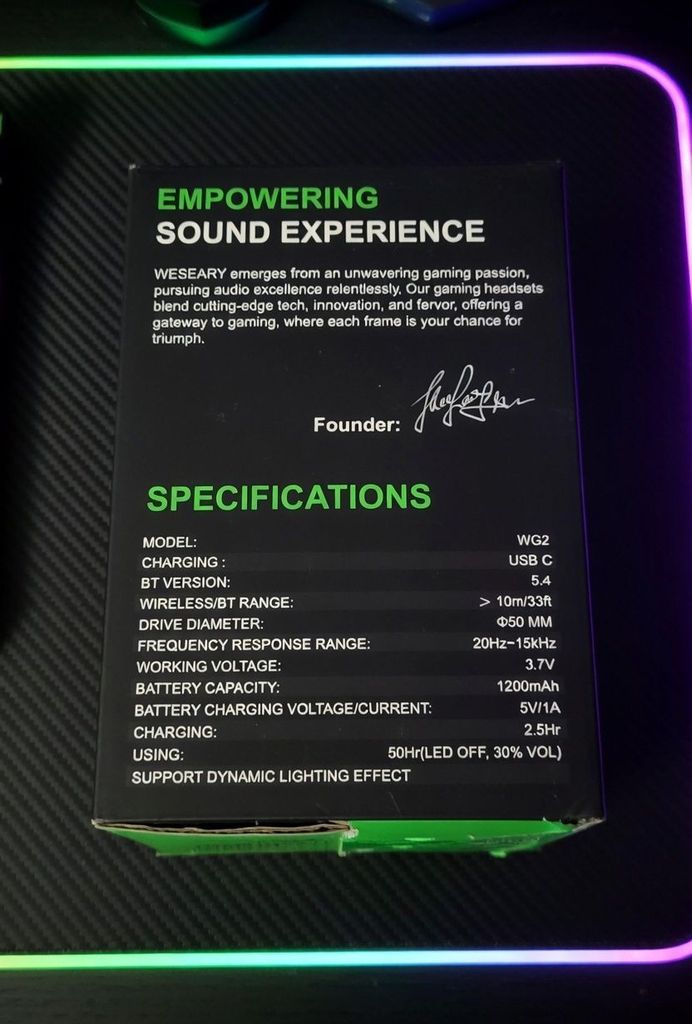 EMPOWERING
SOUND EXPERIENCE
WESEARY emerges from an unwavering gaming passion,
pursuing audio excellence relentlessly. Our gaming headsets
blend cutting-edge tech, innovation, and fervor, offering a
gateway to gaming, where each frame is your chance for
triumph.
Founder:
SPECIFICATIONS
MODEL: WG2
CHARGING : USB C
BT VERSION: 5.4
WIRELESS/BT RANGE: > 10m/33ft
DRIVE DIAMETER: Φ50 MM
FREQUENCY RESPONSE RANGE: 20Hz~15kHz
WORKING VOLTAGE: 3.7V
BATTERY CAPACITY: 1200mAh
BATTERY CHARGING VOLTAGE/CURRENT: 5V/1A
CHARGING: 2.5Hr
USING: 50Hr(LED OFF, 30% VOL)
SUPPORT DYNAMIC LIGHTING EFFECT